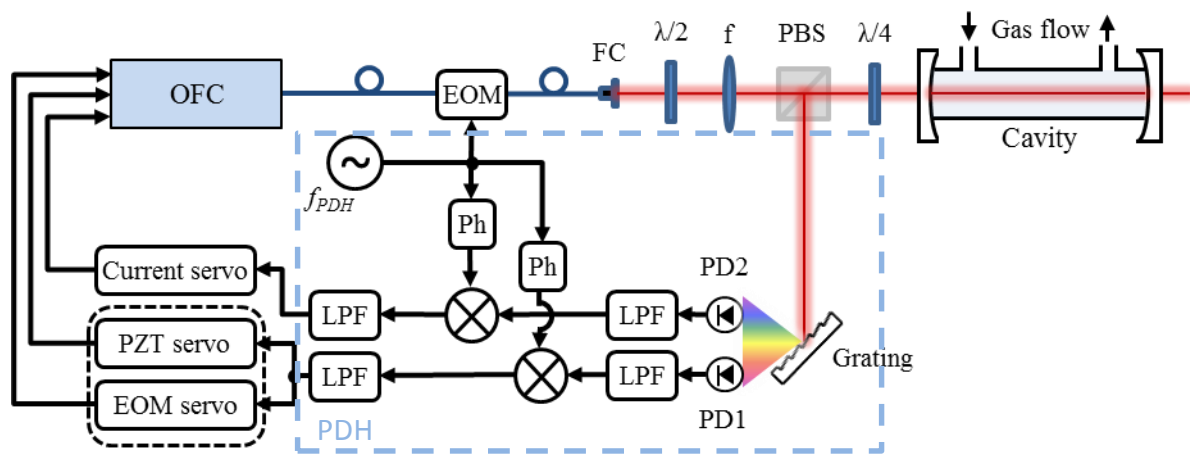 λ/2
f
PBS
λ/4
Gas flow
FC
OFC
EOM
Cavity
~
f_PDH
Ph
Ph
Current servo
LPF
LPF
PD2
PZT servo
LPF
LPF
Grating
EOM servo
PD1
PDH